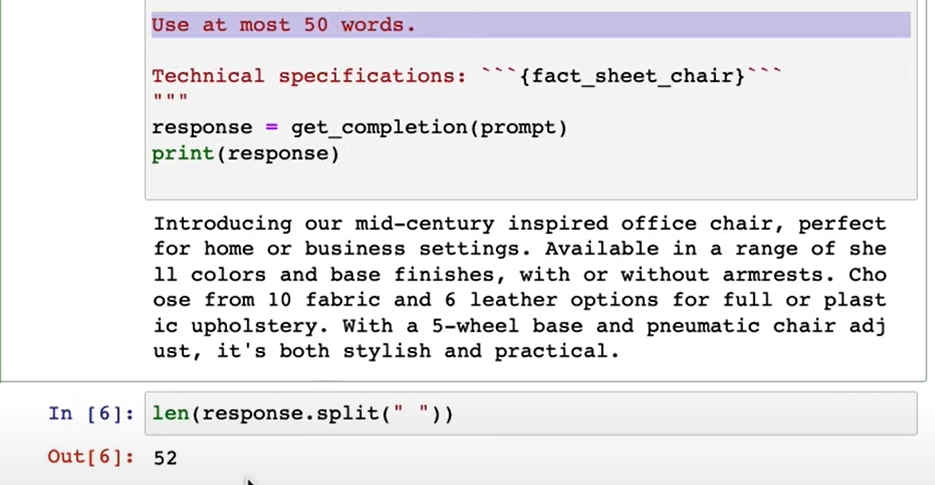 Use at most 50 words.
Technical specifications: ```{fact_sheet_chair}```
"""
response = get_completion(prompt)
print(response)
Introducing our mid-century inspired office chair, perfect
for home or business settings. Available in a range of she
ll colors and base finishes, with or without armrests. Cho
ose from 10 fabric and 6 leather options for full or plast
ic upholstery. With a 5-wheel base and pneumatic chair adj
ust, it's both stylish and practical.
In [6]: len(response.split(" "))
Out[6]: 52